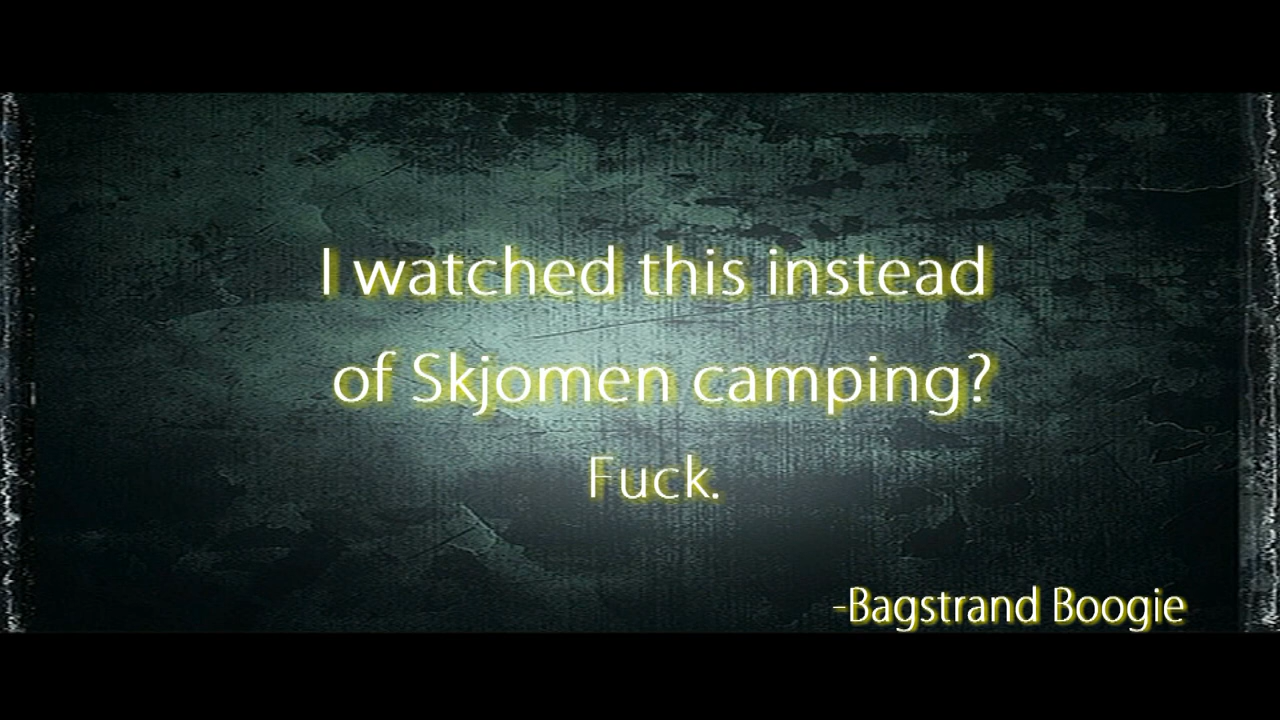 I watched this instead
of Skjomen camping?
Fuck.
-Bagstrand Boogie